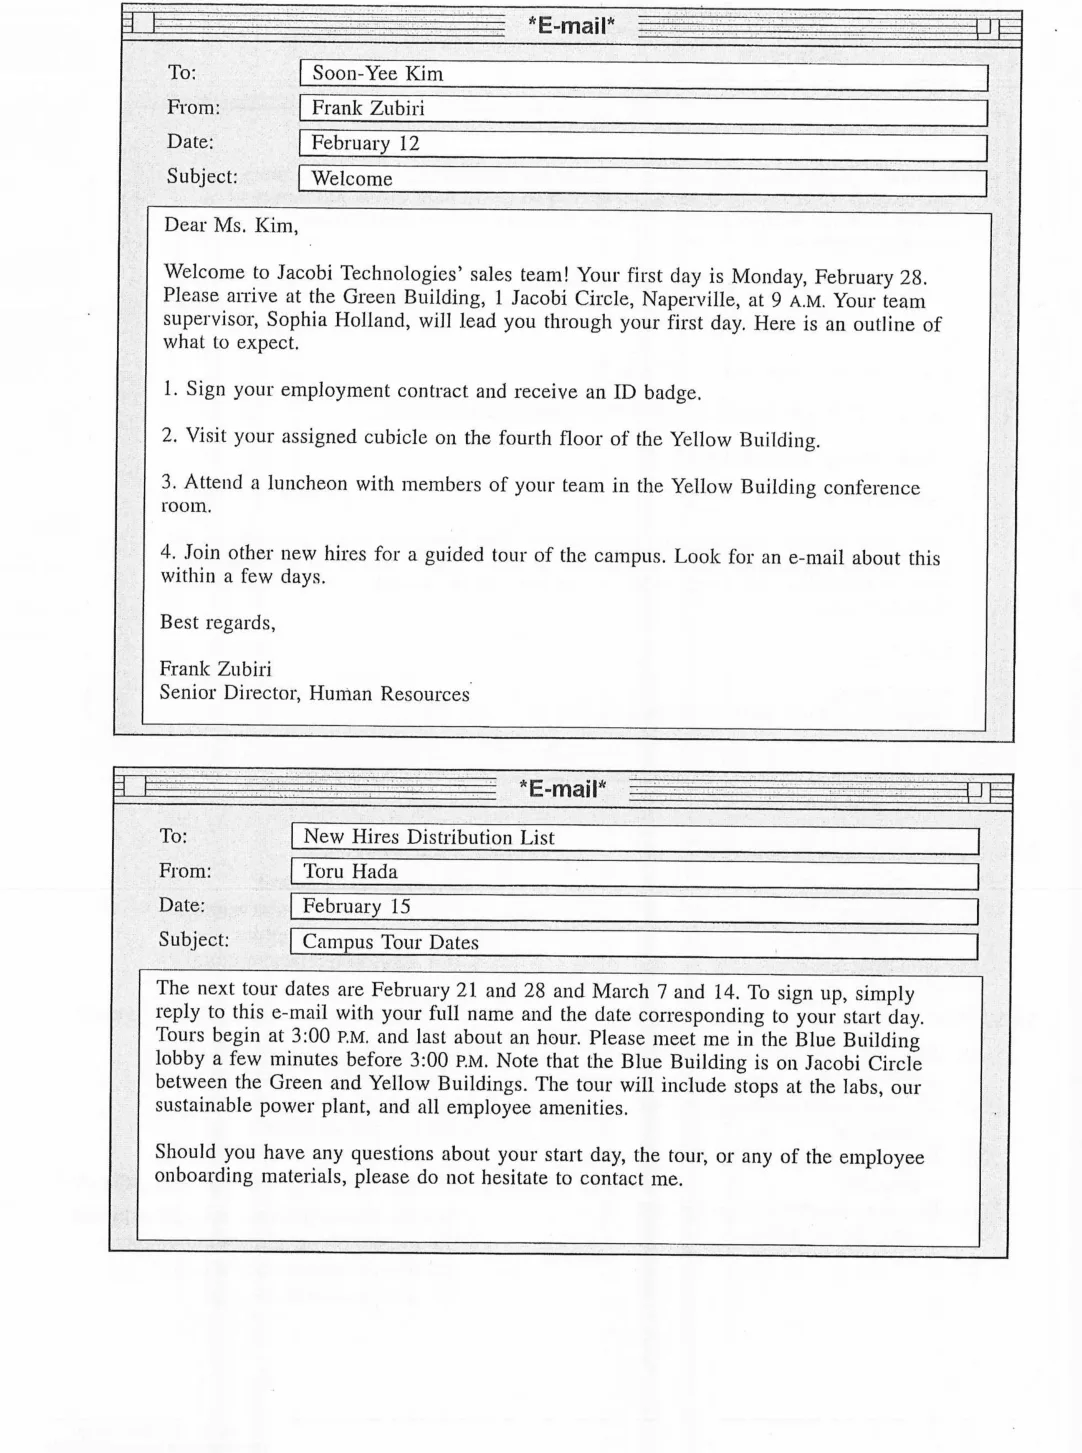 *E-mail*
To: Soon-Yee Kim
From: Frank Zubiri
Date: February 12
Subject: Welcome
Dear Ms. Kim,
Welcome to Jacobi Technologies' sales team! Your first day is Monday, February 28.
Please arrive at the Green Building, 1 Jacobi Circle, Naperville, at 9 A.M. Your team
supervisor, Sophia Holland, will lead you through your first day. Here is an outline of
what to expect.
1. Sign your employment contract and receive an ID badge.
2. Visit your assigned cubicle on the fourth floor of the Yellow Building.
3. Attend a luncheon with members of your team in the Yellow Building conference
room.
4. Join other new hires for a guided tour of the campus. Look for an e-mail about this
within a few days.
Best regards,
Frank Zubiri
Senior Director, Human Resources
*E-mail*
To: New Hires Distribution List
From: Toru Hada
Date: February 15
Subject: Campus Tour Dates
The next tour dates are February 21 and 28 and March 7 and 14. To sign up, simply
reply to this e-mail with your full name and the date corresponding to your start day.
Tours begin at 3:00 P.M. and last about an hour. Please meet me in the Blue Building
lobby a few minutes before 3:00 P.M. Note that the Blue Building is on Jacobi Circle
between the Green and Yellow Buildings. The tour will include stops at the labs, our
sustainable power plant, and all employee amenities.
Should you have any questions about your start day, the tour, or any of the employee
onboarding materials, please do not hesitate to contact me.